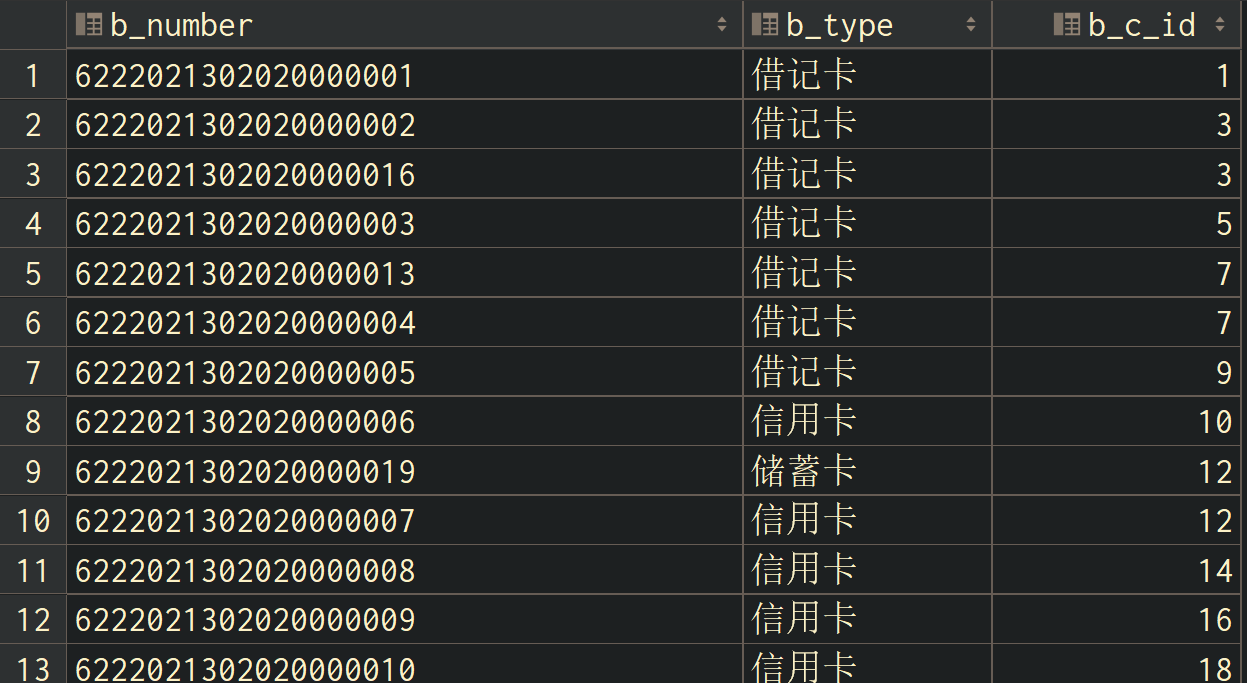 b_number b_type b_c_id
1 6222021302020000001 借记卡 1
2 6222021302020000002 借记卡 3
3 6222021302020000016 借记卡 3
4 6222021302020000003 借记卡 5
5 6222021302020000013 借记卡 7
6 6222021302020000004 借记卡 7
7 6222021302020000005 借记卡 9
8 6222021302020000006 信用卡 10
9 6222021302020000019 储蓄卡 12
10 6222021302020000007 信用卡 12
11 6222021302020000008 信用卡 14
12 6222021302020000009 信用卡 16
13 6222021302020000010 信用卡 18